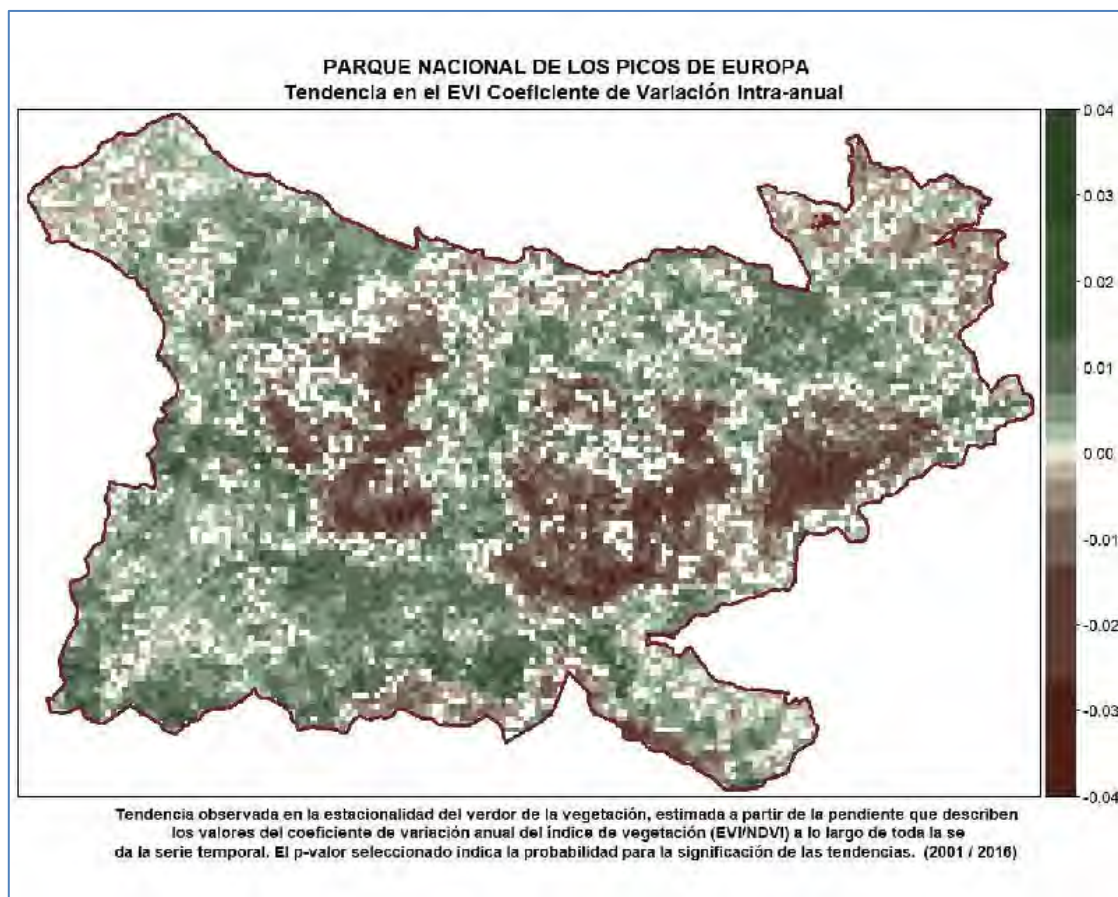 PARQUE NACIONAL DE LOS PICOS DE EUROPA
Tendencia en el EVI Coeficiente de Variación Intra-anual
0.04
0.03
0.02
0.01
0.00
-0.01
-0.02
-0.03
-0.04
Tendencia observada en la estacionalidad del verdor de la vegetación, estimada a partir de la pendiente que describen
los valores del coeficiente de variación anual del índice de vegetación (EVI/NDVI) a lo largo de toda la se
da la serie temporal. El p-valor seleccionado indica la probabilidad para la significación de las tendencias. (2001 / 2016)